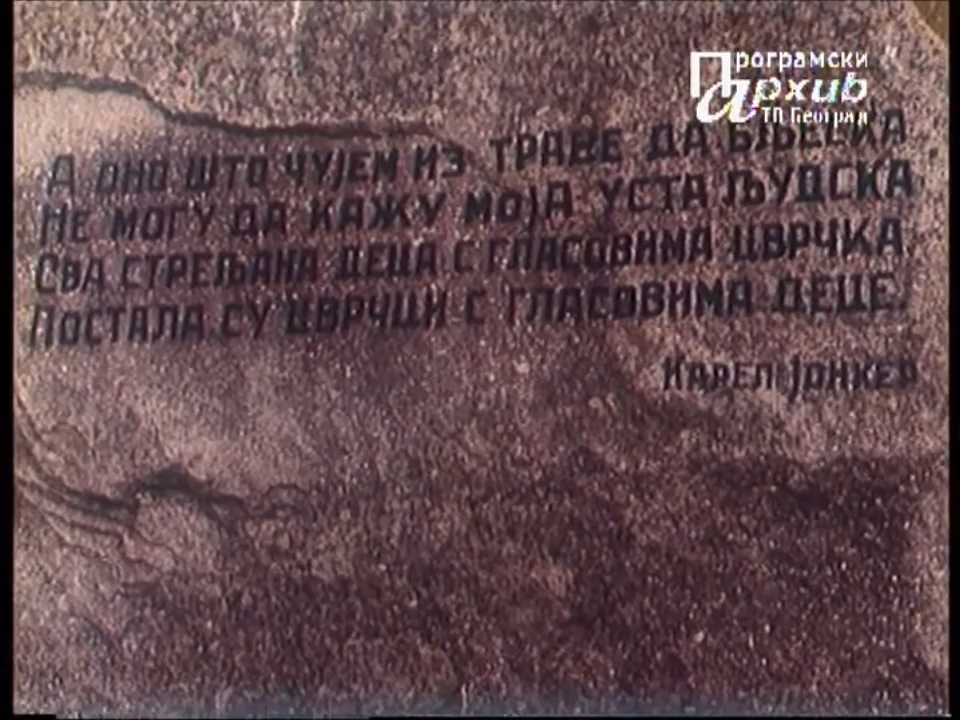 Програмски
Архив
ТВ Београд
А ОНО ШТО ЧУЈЕМ ИЗ ТРАВЕ ДА БЉЕСКА
НЕ МОГУ ДА КАЖУ МОЈА УСТА ЉУДСКА
СВА СТРЕЉАНА ДЕЦА С ГЛАСОВИМА ЦВРЧКА
ПОСТАЛА СУ ЦВРЧЦИ С ГЛАСОВИМА ДЕЦЕ.
КАРЕЛ ЈОНКЕР